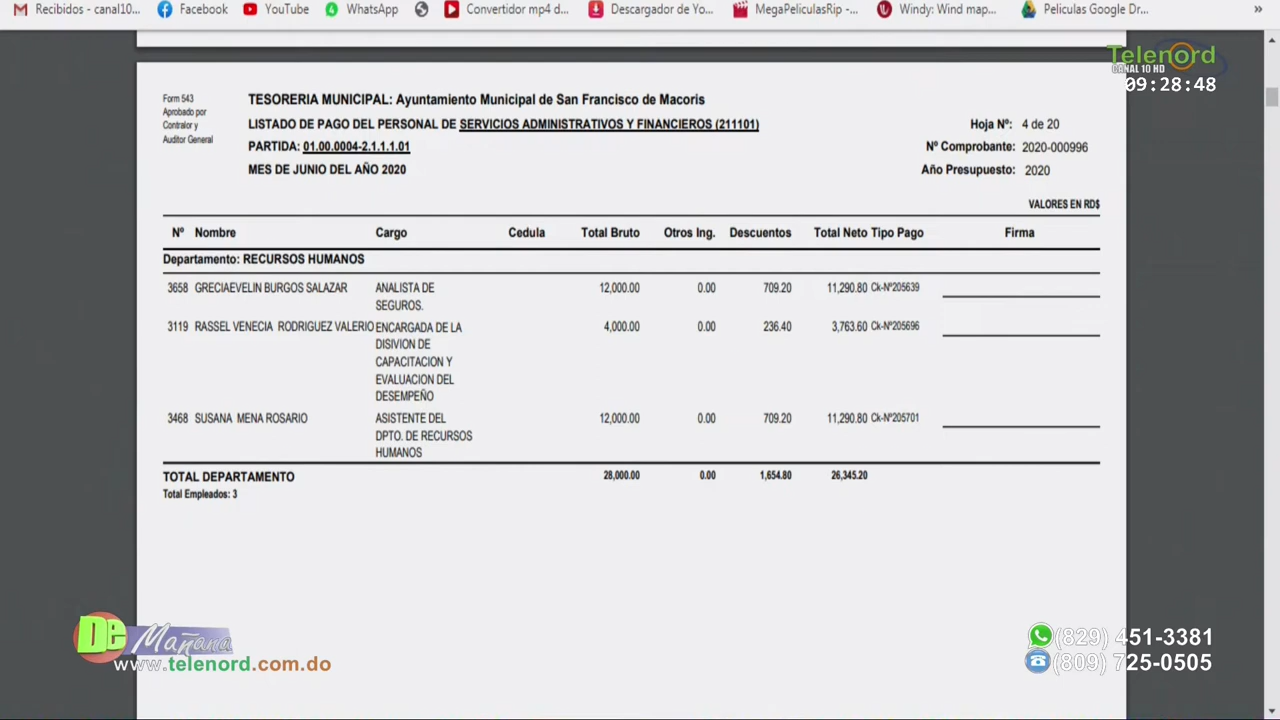 Recibidos - canal10... Facebook YouTube WhatsApp Convertidor mp4 d... Descargador de Yo... MegaPeliculasRip -... Windy: Wind map... Peliculas Google Dr... »
Telenord
CANAL 10 HD
09:28:48
Form 543
Aprobado por
Contralor y
Auditor General
TESORERIA MUNICIPAL: Ayuntamiento Municipal de San Francisco de Macoris
LISTADO DE PAGO DEL PERSONAL DE SERVICIOS ADMINISTRATIVOS Y FINANCIEROS (211101)
PARTIDA: 01.00.0004-2.1.1.1.01
MES DE JUNIO DEL AÑO 2020
Hoja Nº: 4 de 20
Nº Comprobante: 2020-000996
Año Presupuesto: 2020
VALORES EN RD$
Nº Nombre Cargo Cedula Total Bruto Otros Ing. Descuentos Total Neto Tipo Pago Firma
Departamento: RECURSOS HUMANOS
3658 GRECIAEVELIN BURGOS SALAZAR ANALISTA DE 12,000.00 0.00 709.20 11,290.80 Ck-Nº205639
SEGUROS.
3119 RASSEL VENECIA RODRIGUEZ VALERIO ENCARGADA DE LA 4,000.00 0.00 236.40 3,763.60 Ck-Nº205696
DISIVION DE
CAPACITACION Y
EVALUACION DEL
DESEMPEÑO
3468 SUSANA MENA ROSARIO ASISTENTE DEL 12,000.00 0.00 709.20 11,290.80 Ck-Nº205701
DPTO. DE RECURSOS
HUMANOS
TOTAL DEPARTAMENTO 28,000.00 0.00 1,654.80 26,345.20
Total Empleados: 3
De Mañana
www.telenord.com.do
(829) 451-3381
(809) 725-0505